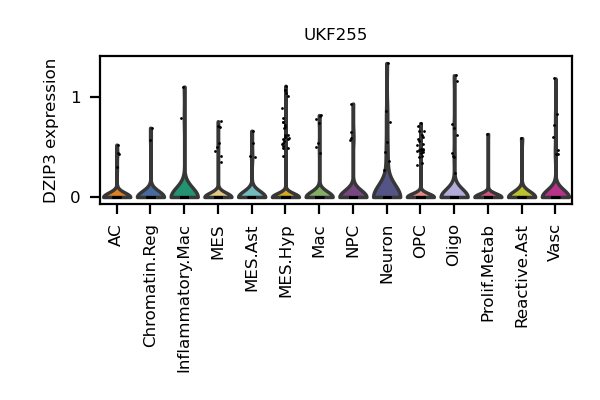 UKF255
DZIP3 expression
1
0
AC
Chromatin.Reg
Inflammatory.Mac
MES
MES.Ast
MES.Hyp
Mac
NPC
Neuron
OPC
Oligo
Prolif.Metab
Reactive.Ast
Vasc